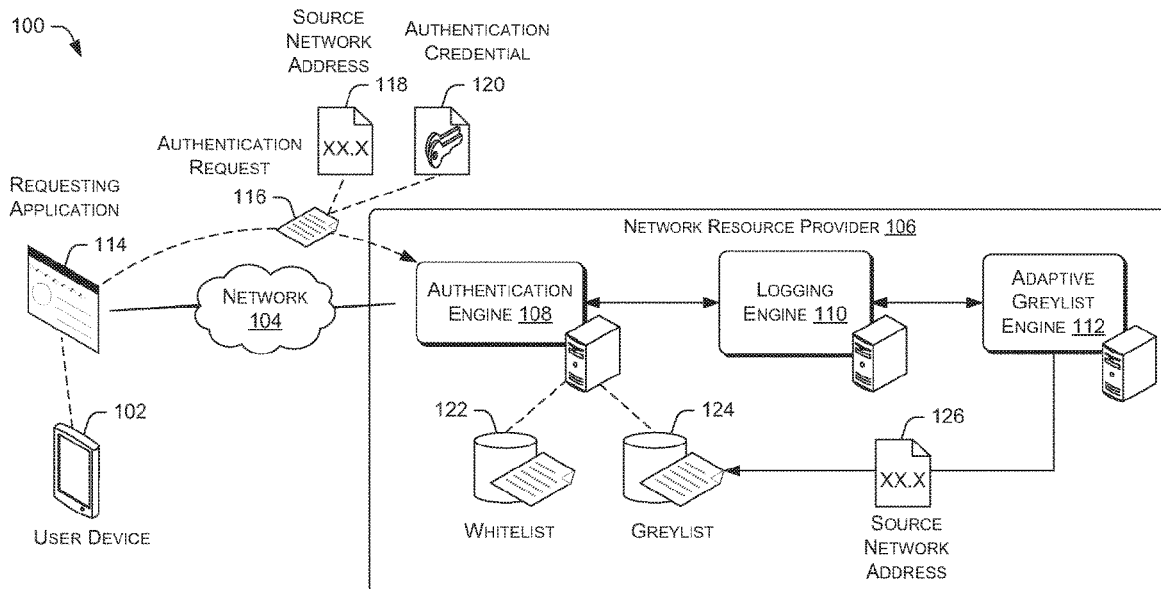 100
SOURCE
NETWORK
ADDRESS
118
AUTHENTICATION
CREDENTIAL
120
XX.X
AUTHENTICATION
REQUEST
116
REQUESTING
APPLICATION
114
NETWORK
104
102
USER DEVICE
NETWORK RESOURCE PROVIDER 106
AUTHENTICATION
ENGINE 108
LOGGING
ENGINE 110
ADAPTIVE
GREYLIST
ENGINE 112
122
WHITELIST
124
GREYLIST
126
XX.X
SOURCE
NETWORK
ADDRESS